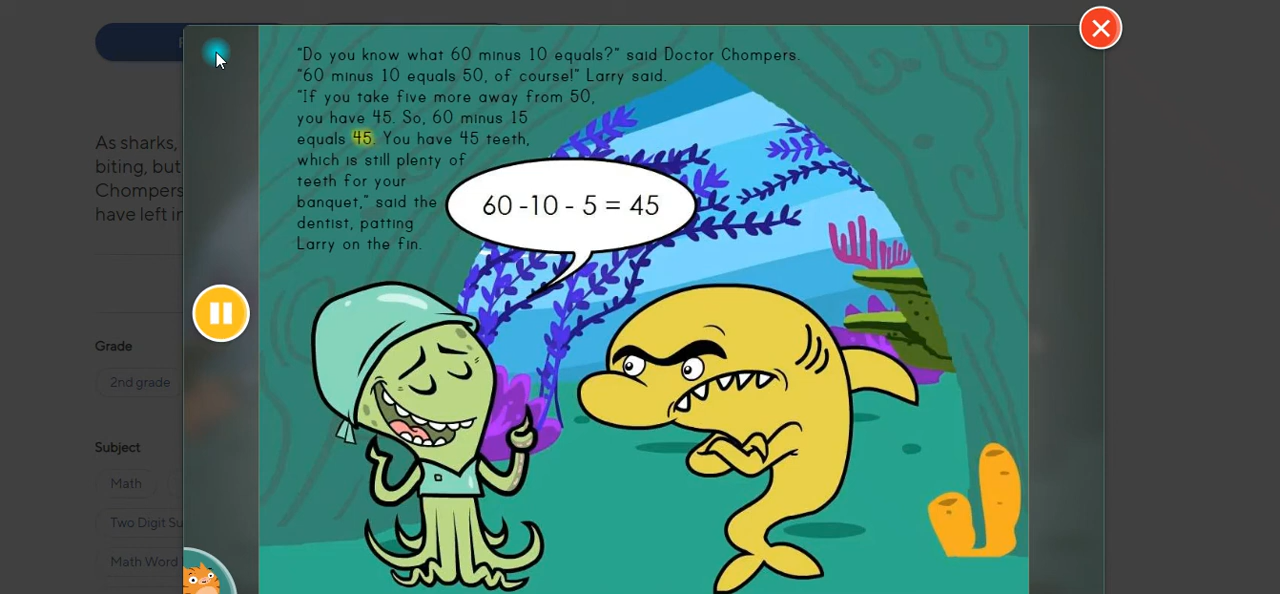 "Do you know what 60 minus 10 equals?" said Doctor Chompers.
"60 minus 10 equals 50, of course!" Larry said.
"If you take five more away from 50,
you have 45. So, 60 minus 15
equals 45. You have 45 teeth,
which is still plenty of
teeth for your
banquet," said the
dentist, patting
Larry on the fin.
60 -10 - 5 = 45
As sharks,
biting, but
Chompers
have left in
Grade
2nd grade
Subject
Math
Two Digit Su
Math Word